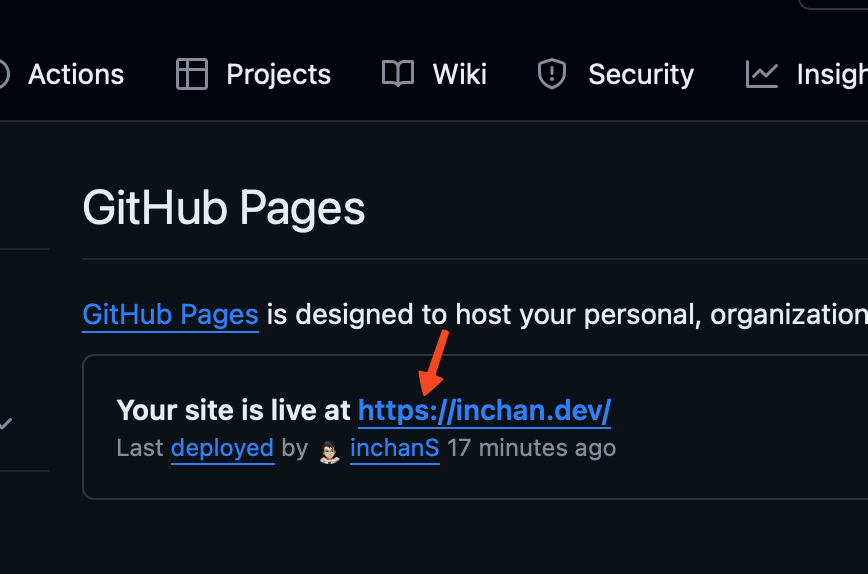 Actions Projects Wiki Security Insigh
GitHub Pages
GitHub Pages is designed to host your personal, organization
Your site is live at https://inchan.dev/
Last deployed by inchanS 17 minutes ago